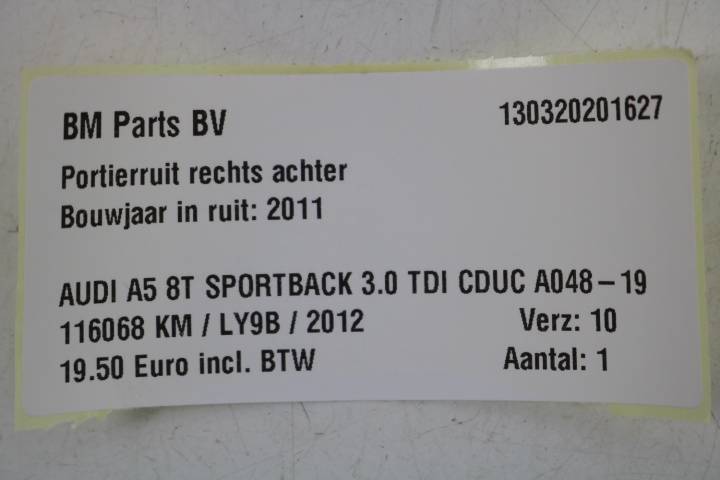 BM Parts BV 130320201627
Portierruit rechts achter
Bouwjaar in ruit: 2011
AUDI A5 8T SPORTBACK 3.0 TDI CDUC A048-19
116068 KM / LY9B / 2012 Verz: 10
19.50 Euro incl. BTW Aantal: 1